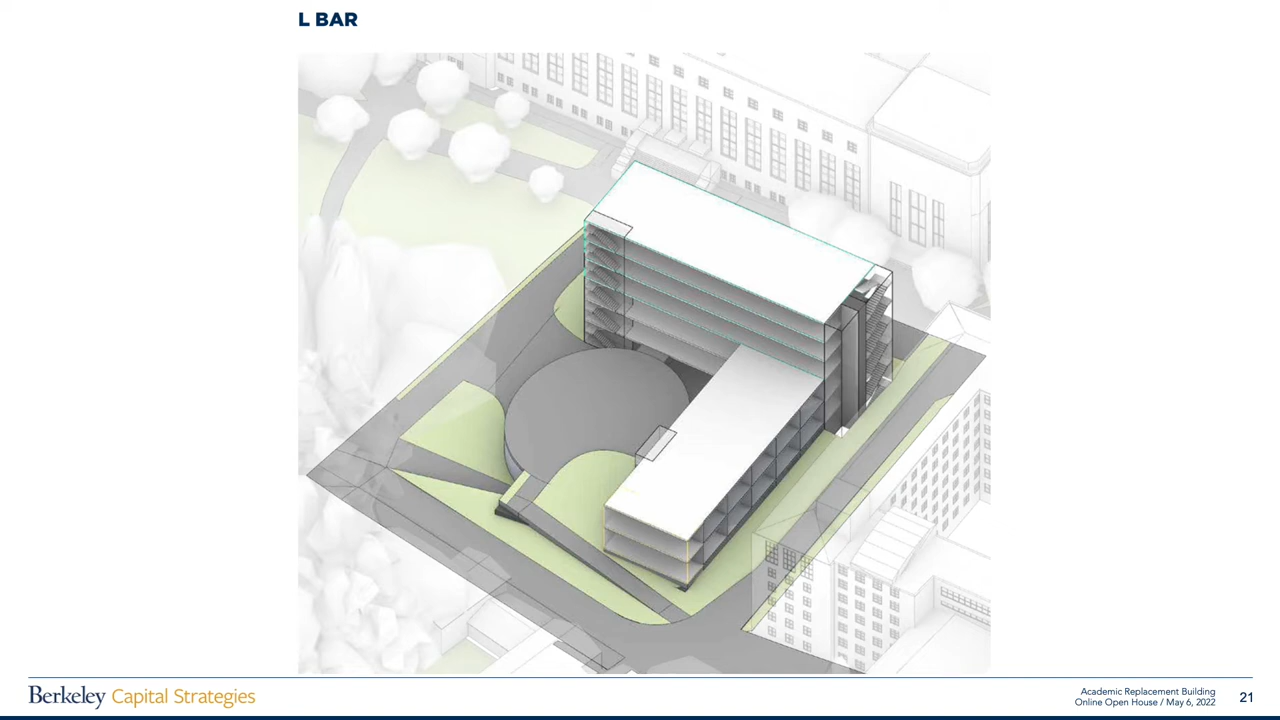 L BAR
Berkeley Capital Strategies
Academic Replacement Building
Online Open House / May 6, 2022
21